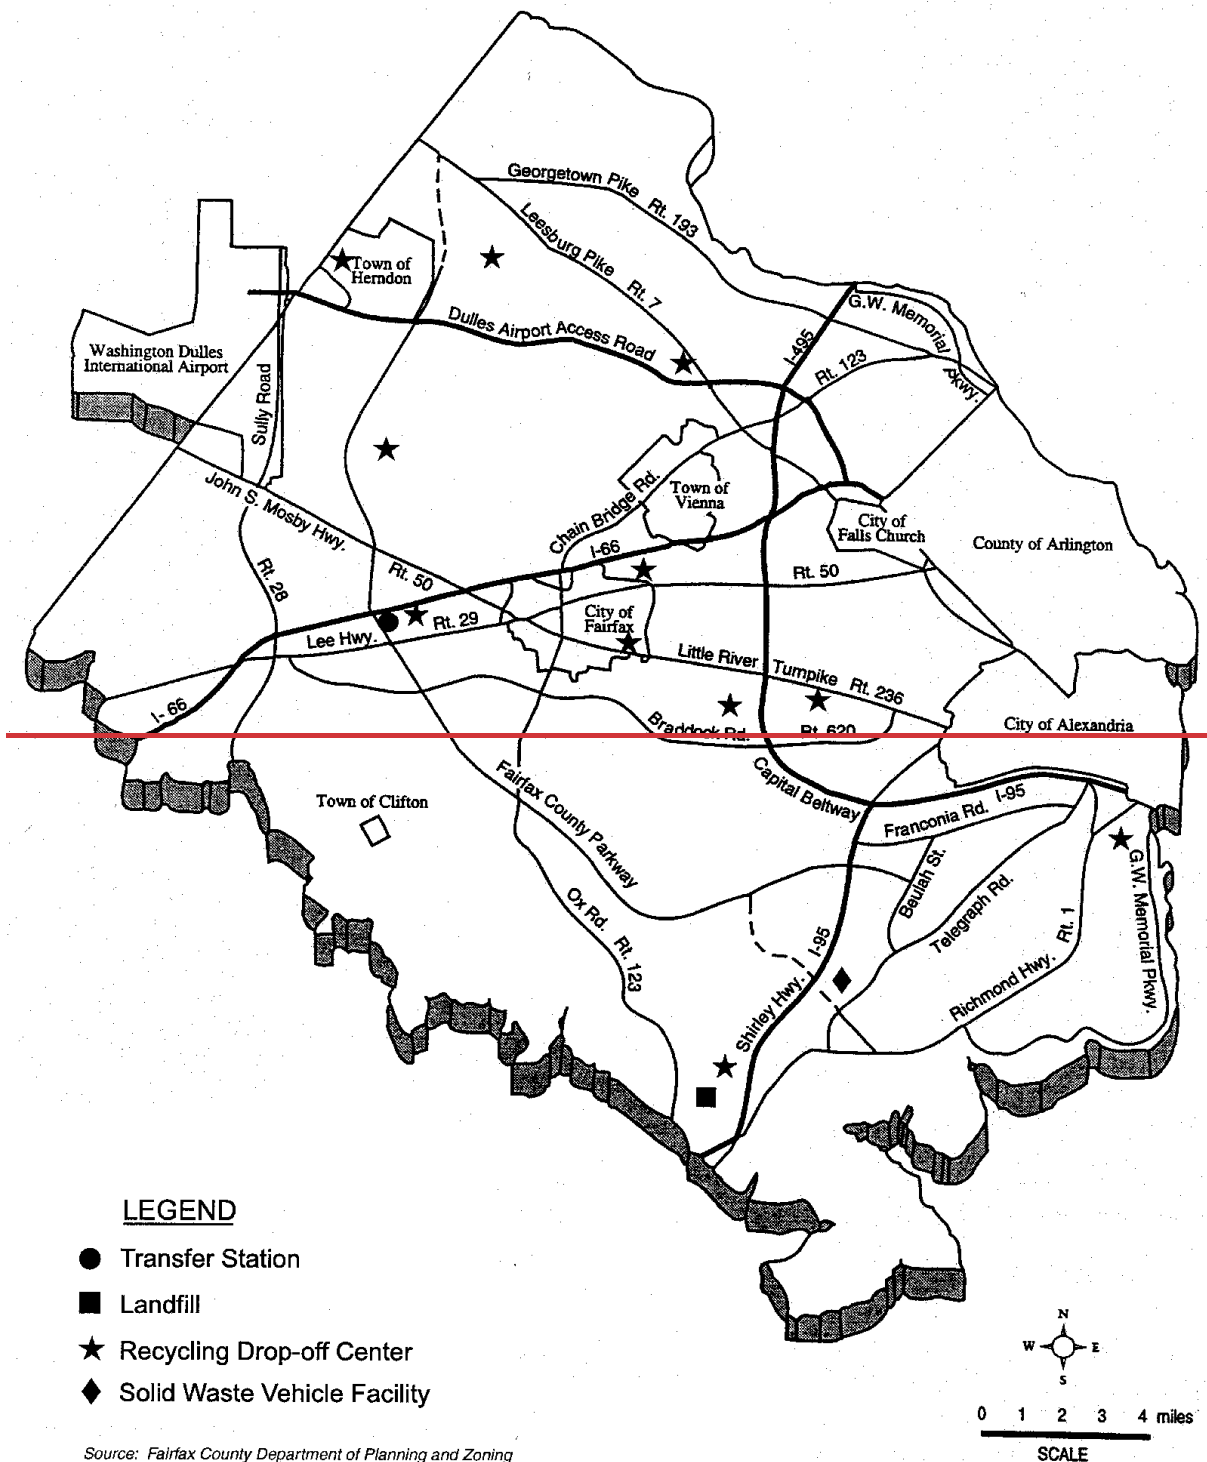 Georgetown Pike Rt. 193
Leesburg Pike Rt. 7
Town of
Herndon
G.W. Memorial Pkwy.
Dulles Airport Access Road
I-495
Washington Dulles
International Airport
Rt. 123
Sully Road
John S. Mosby Hwy. Rt. 50
Chain Bridge Rd.
Town of
Vienna
City of
Falls Church
County of Arlington
I-66
Rt. 50
Rt. 28
City of
Fairfax
Lee Hwy. Rt. 29
Little River Turnpike Rt. 236
I-66
Braddock Rd. Rt. 620
City of Alexandria
Capital Beltway
Fairfax County Parkway
Town of Clifton
Franconia Rd. I-95
Beulah St.
Telegraph Rd.
G.W. Memorial Pkwy.
Ox Rd. Rt. 123
Rt. 1
Shirley Hwy. I-95
Richmond Hwy.
LEGEND
Transfer Station
Landfill
Recycling Drop-off Center
Solid Waste Vehicle Facility
N
W E
S
0 1 2 3 4 miles
SCALE
Source: Fairfax County Department of Planning and Zoning